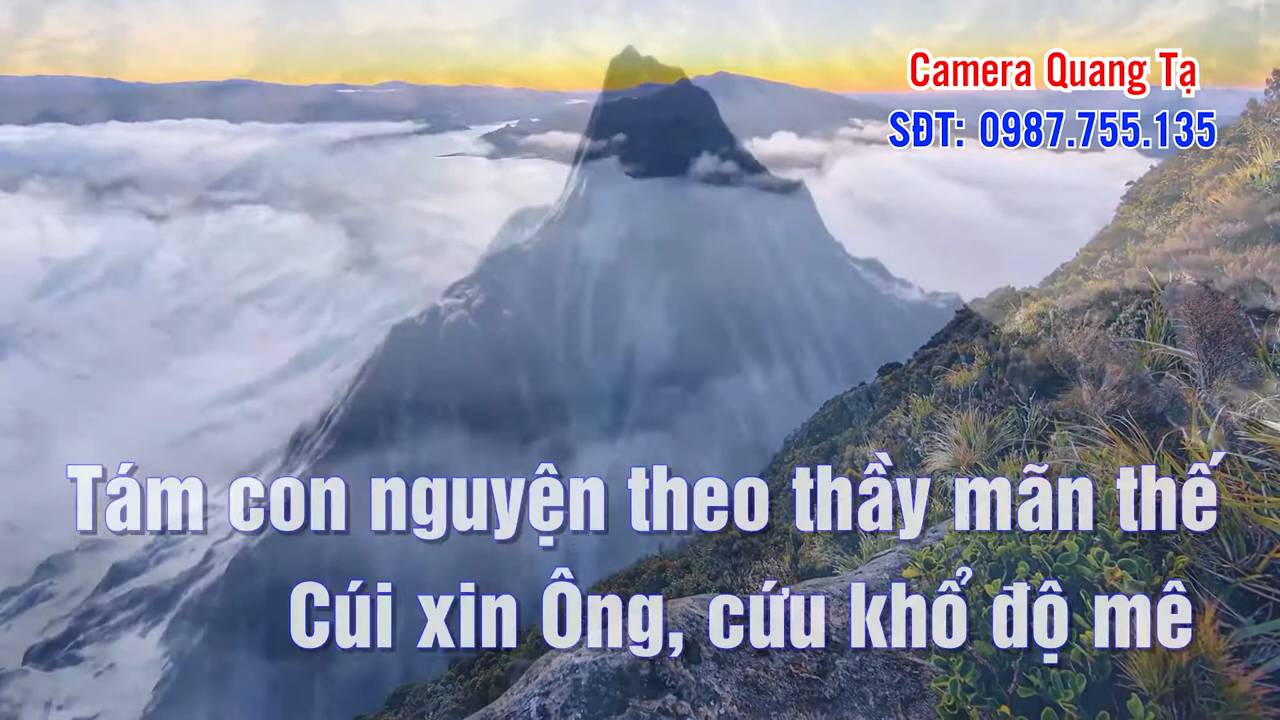 Camera Quang Tạ
SĐT: 0987.755.135
Tám con nguyện theo thầy mãn thế
Cúi xin Ông, cứu khổ độ mê